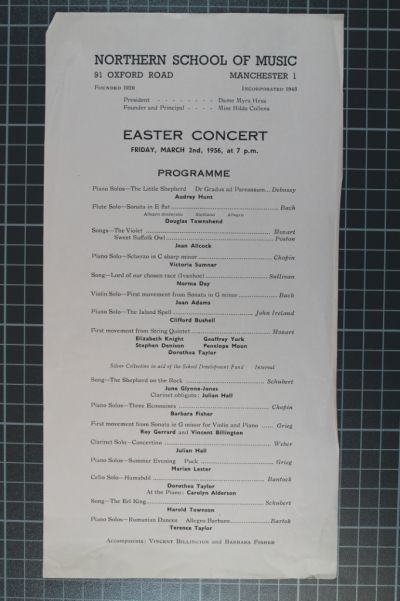 NORTHERN SCHOOL OF MUSIC
91 OXFORD ROAD MANCHESTER 1
FOUNDED 1920 INCORPORATED 1943
President - - - - - - - - Dame Myra Hess
Founder and Principal - - - - Miss Hilda Collens
EASTER CONCERT
FRIDAY, MARCH 2nd, 1956, at 7 p.m.
PROGRAMME
Piano Solos—The Little Shepherd Dr Gradus ad Parnassum...Debussy
Audrey Hunt
Flute Solo—Sonata in E flat...Bach
Allegro moderato Siciliano Allegro
Douglas Townshend
Songs—The Violet...Mozart
Sweet Suffolk Owl...Poston
Jean Allcock
Piano Solo—Scherzo in C sharp minor...Chopin
Victoria Sumner
Song—Lord of our chosen race (Ivanhoe)...Sullivan
Norma Day
Violin Solo—First movement from Sonata in G minor...Bach
Joan Adams
Piano Solo—The Island Spell...John Ireland
Clifford Bushell
First movement from String Quintet...Mozart
Elizabeth Knight Geoffrey York
Stephen Denison Penelope Moon
Dorothea Taylor
Silver Collection in aid of the School Development Fund Interval
Song—The Shepherd on the Rock...Schubert
June Glynne-Jones
Clarinet obligato: Julian Hall
Piano Solos—Three Ecossaises...Chopin
Barbara Fisher
First movement from Sonata in G minor for Violin and Piano...Grieg
Ray Gerrard and Vincent Billington
Clarinet Solo—Concertino...Weber
Julian Hall
Piano Solos—Summer Evening Puck...Grieg
Marian Lester
Cello Solo—Hamabdil...Bantock
Dorothea Taylor
At the Piano: Carolyn Alderson
Song—The Erl King...Schubert
Harold Townson
Piano Solos—Rumanian Dances Allegro Barbaro...Bartok
Terence Taylor
Accompanists: VINCENT BILLINGTON and BARBARA FISHER